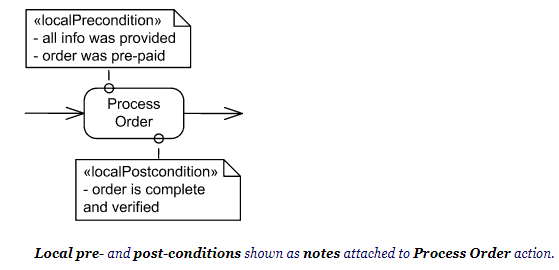 «localPrecondition»
- all info was provided
- order was pre-paid
Process
Order
«localPostcondition»
- order is complete
and verified
Local pre- and post-conditions shown as notes attached to Process Order action.